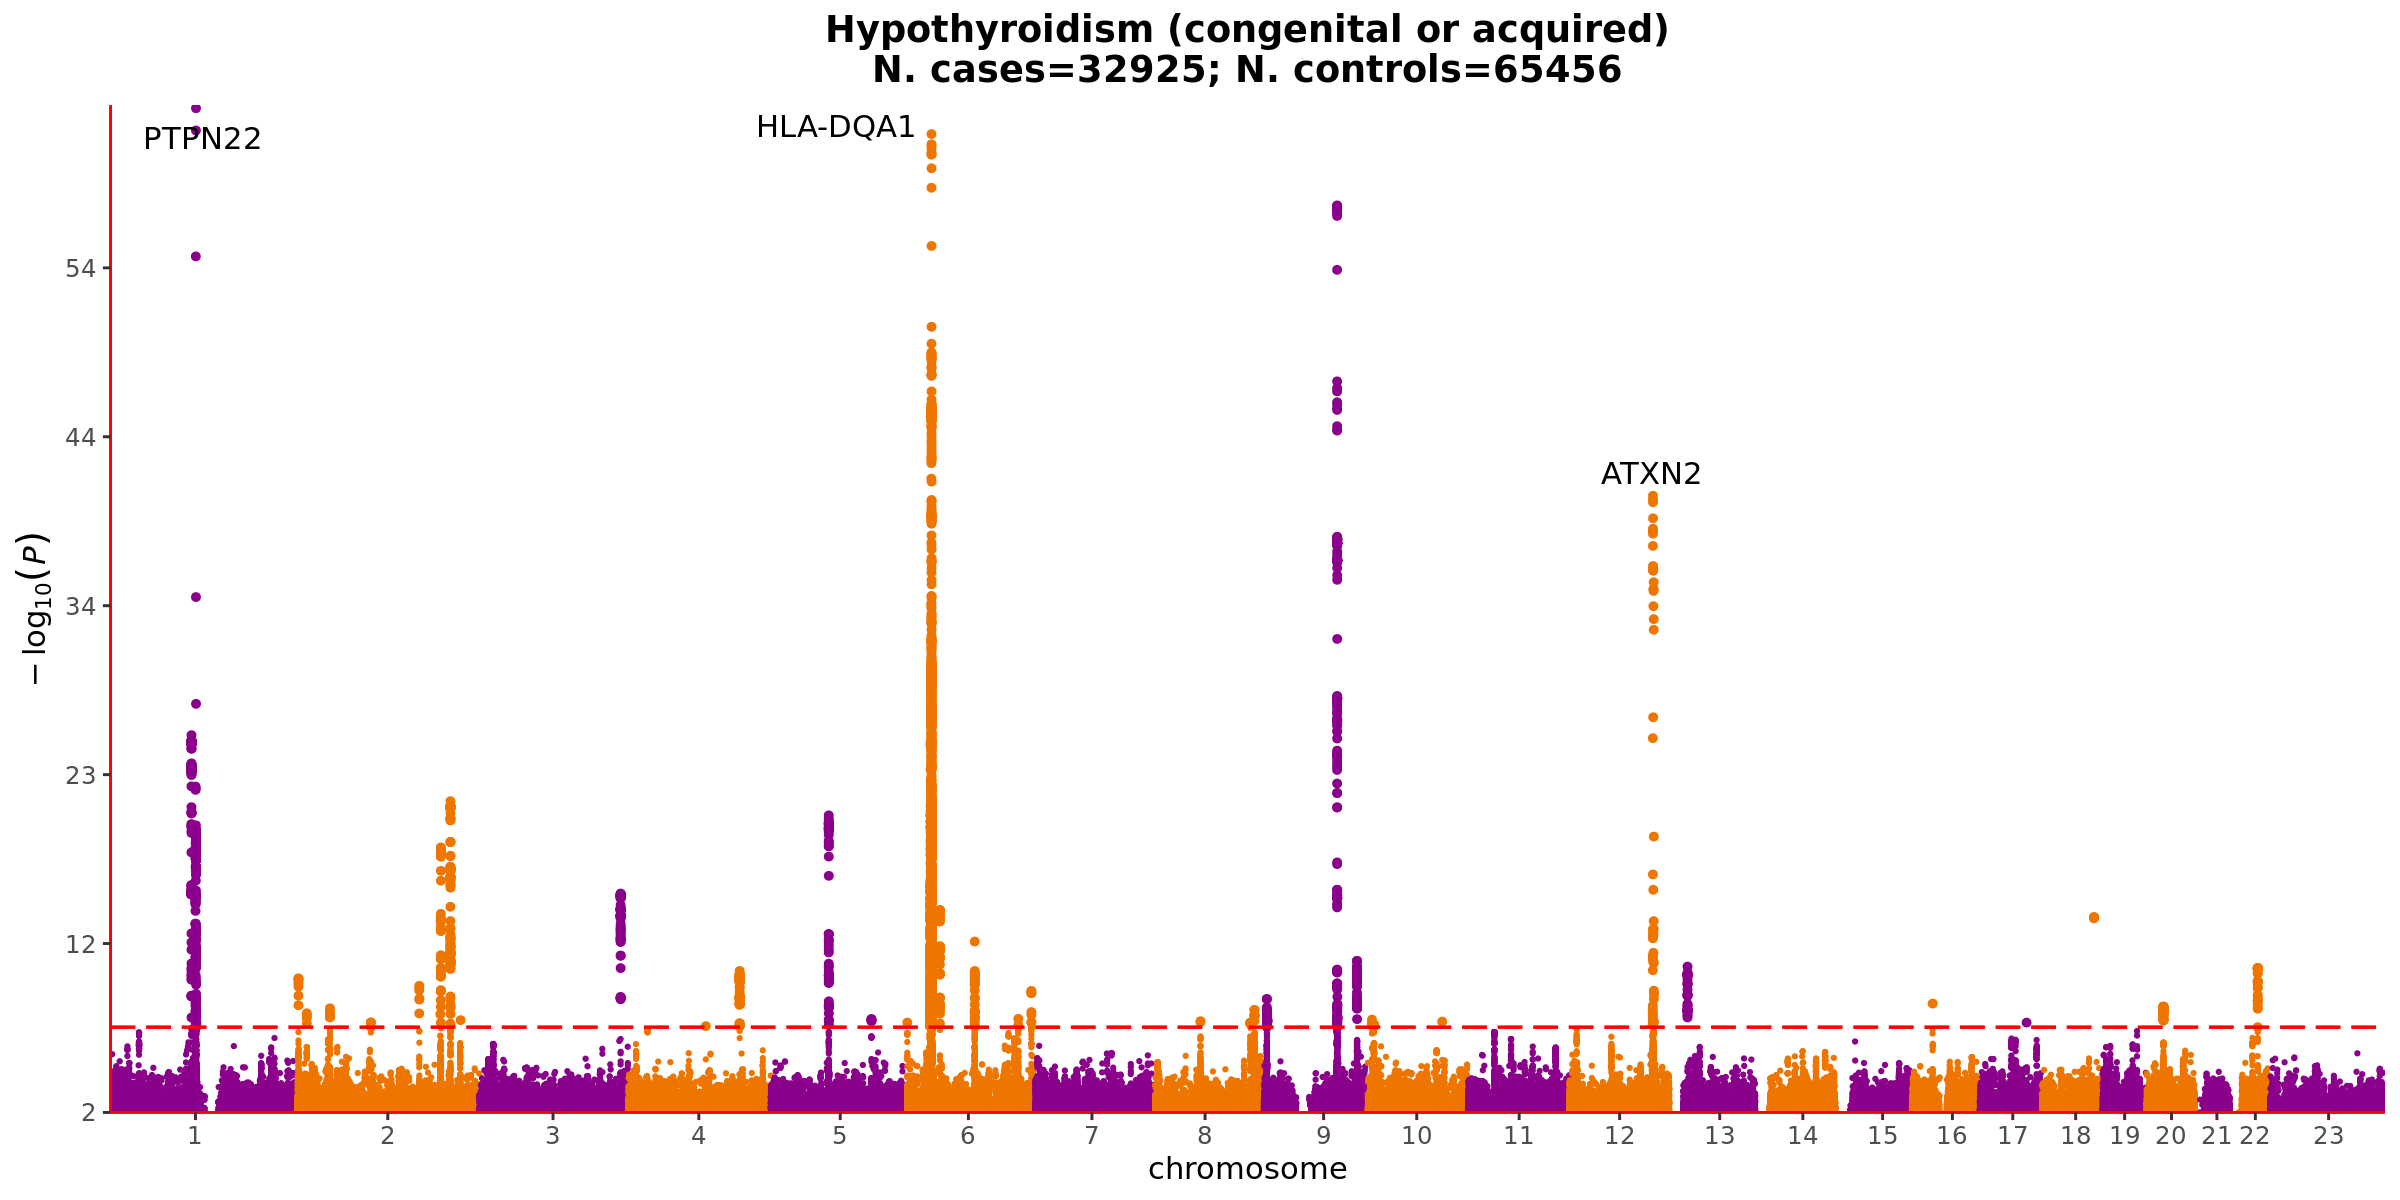 Hypothyroidism (congenital or acquired)
N. cases=32925; N. controls=65456
PTPN22
HLA-DQA1
ATXN2
54
44
34
23
12
2
−log₁₀(P)
1 2 3 4 5 6 7 8 9 10 11 12 13 14 15 16 17 18 19 20 21 22 23
chromosome